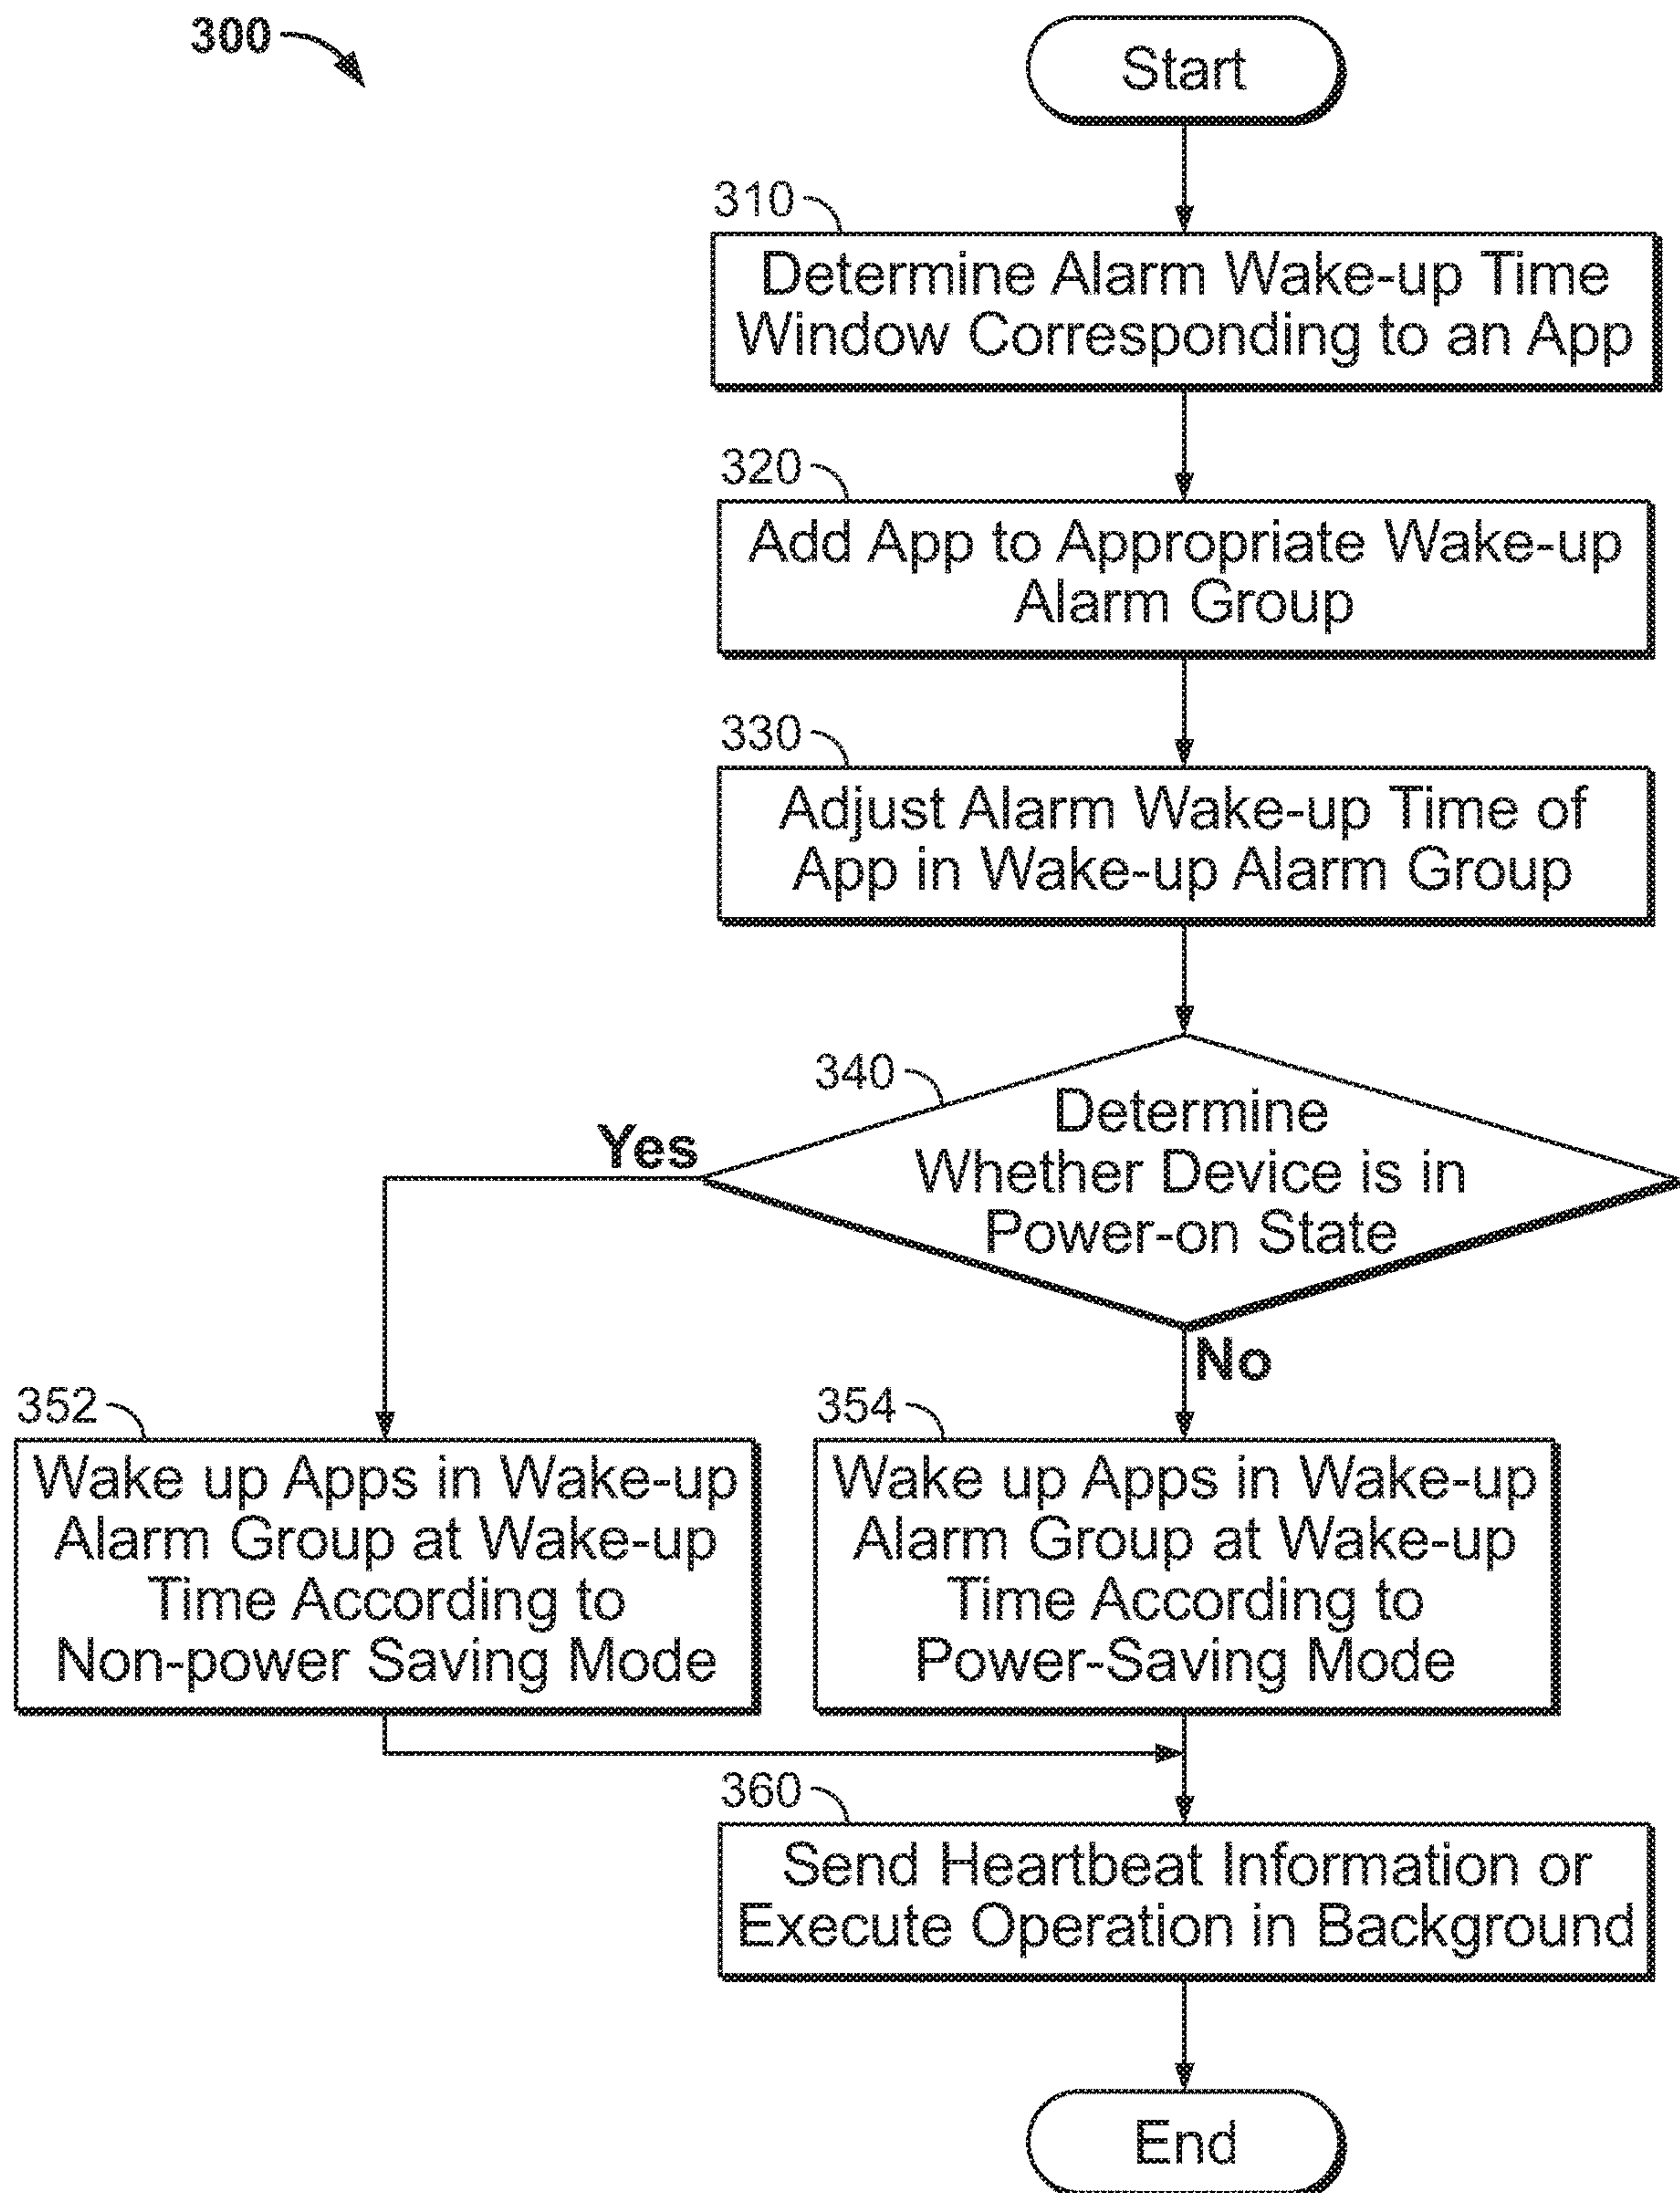 300
Start
310
Determine Alarm Wake-up Time
Window Corresponding to an App
320
Add App to Appropriate Wake-up
Alarm Group
330
Adjust Alarm Wake-up Time of
App in Wake-up Alarm Group
340
Determine
Whether Device is in
Power-on State
Yes
No
352
Wake up Apps in Wake-up
Alarm Group at Wake-up
Time According to
Non-power Saving Mode
354
Wake up Apps in Wake-up
Alarm Group at Wake-up
Time According to
Power-Saving Mode
360
Send Heartbeat Information or
Execute Operation in Background
End